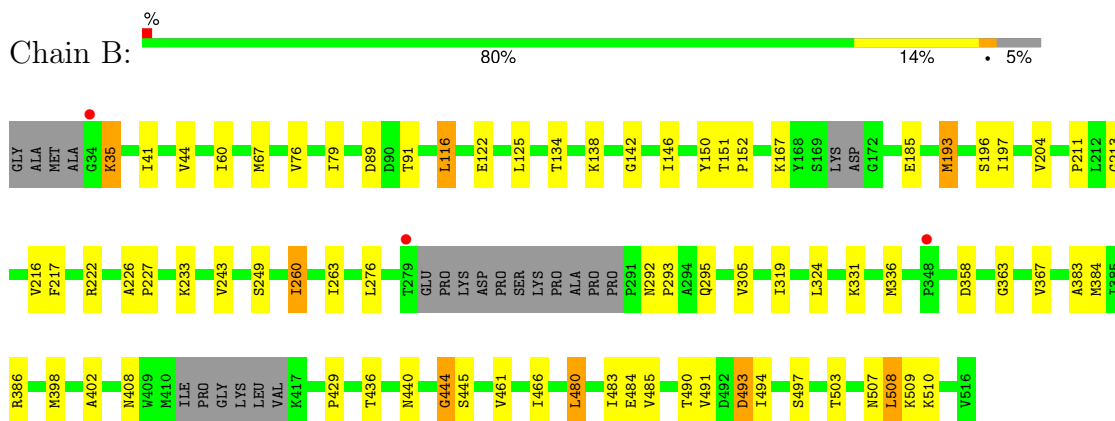 %
Chain B:
80% 14% • 5%
GLY ALA MET ALA G34 K35 I41 V44 I60 M67 V76 I79 D89 D90 T91 L116 E122 L125 T134 K138 G142 I146 Y150 T151 P152 K167 Y168 S169 LYS ASP G172 E185 M193 S196 I197 V204 P211 L212 G213
V216 F217 R222 A226 P227 K233 V243 S249 I260 I263 L276 T279 GLU PRO LYS ASP PRO SER LYS PRO ALA PRO PRO P291 N292 P293 A294 Q295 V305 I319 L324 K331 M336 P348 D358 G363 V367 A383 M384 I385
R386 M398 A402 N408 W409 M410 ILE PRO GLY LYS LEU VAL K417 P429 T436 N440 G444 S445 V461 I466 L480 I483 E484 V485 T490 V491 D492 D493 I494 S497 T503 N507 L508 K509 K510 V516